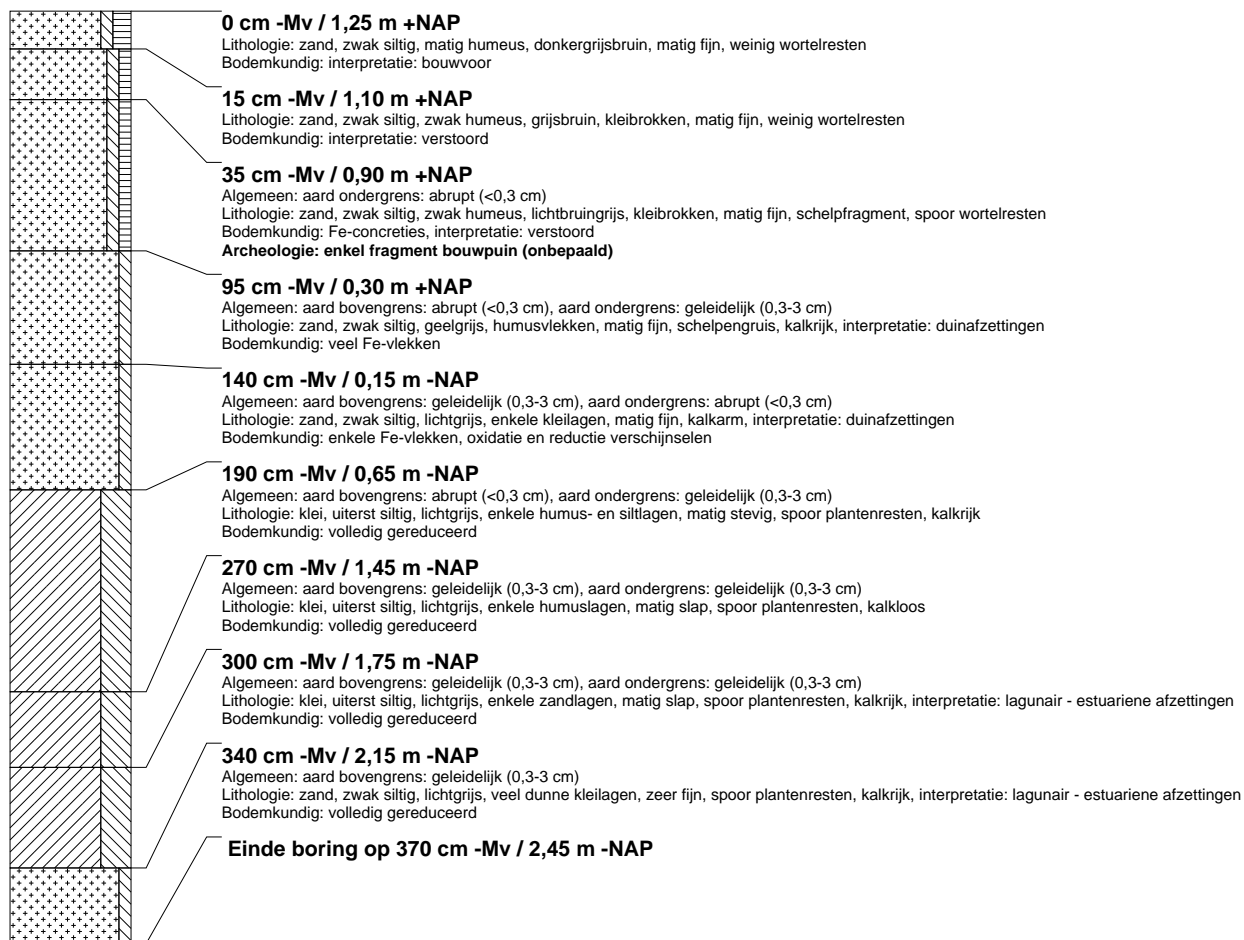 0 cm -Mv / 1,25 m +NAP
Lithologie: zand, zwak siltig, matig humeus, donkergrijsbruin, matig fijn, weinig wortelresten
Bodemkundig: interpretatie: bouwvoor
15 cm -Mv / 1,10 m +NAP
Lithologie: zand, zwak siltig, zwak humeus, grijsbruin, kleibrokken, matig fijn, weinig wortelresten
Bodemkundig: interpretatie: verstoord
35 cm -Mv / 0,90 m +NAP
Algemeen: aard ondergrens: abrupt (<0,3 cm)
Lithologie: zand, zwak siltig, zwak humeus, lichtbruingrijs, kleibrokken, matig fijn, schelpfragment, spoor wortelresten
Bodemkundig: Fe-concreties, interpretatie: verstoord
Archeologie: enkel fragment bouwpuin (onbepaald)
95 cm -Mv / 0,30 m +NAP
Algemeen: aard bovengrens: abrupt (<0,3 cm), aard ondergrens: geleidelijk (0,3-3 cm)
Lithologie: zand, zwak siltig, geelgrijs, humusvlekken, matig fijn, schelpengruis, kalkrijk, interpretatie: duinafzettingen
Bodemkundig: veel Fe-vlekken
140 cm -Mv / 0,15 m -NAP
Algemeen: aard bovengrens: geleidelijk (0,3-3 cm), aard ondergrens: abrupt (<0,3 cm)
Lithologie: zand, zwak siltig, lichtgrijs, enkele kleilagen, matig fijn, kalkarm, interpretatie: duinafzettingen
Bodemkundig: enkele Fe-vlekken, oxidatie en reductie verschijnselen
190 cm -Mv / 0,65 m -NAP
Algemeen: aard bovengrens: abrupt (<0,3 cm), aard ondergrens: geleidelijk (0,3-3 cm)
Lithologie: klei, uiterst siltig, lichtgrijs, enkele humus- en siltlagen, matig stevig, spoor plantenresten, kalkrijk
Bodemkundig: volledig gereduceerd
270 cm -Mv / 1,45 m -NAP
Algemeen: aard bovengrens: geleidelijk (0,3-3 cm), aard ondergrens: geleidelijk (0,3-3 cm)
Lithologie: klei, uiterst siltig, lichtgrijs, enkele humuslagen, matig slap, spoor plantenresten, kalkloos
Bodemkundig: volledig gereduceerd
300 cm -Mv / 1,75 m -NAP
Algemeen: aard bovengrens: geleidelijk (0,3-3 cm), aard ondergrens: geleidelijk (0,3-3 cm)
Lithologie: klei, uiterst siltig, lichtgrijs, enkele zandlagen, matig slap, spoor plantenresten, kalkrijk, interpretatie: lagunair - estuariene afzettingen
Bodemkundig: volledig gereduceerd
340 cm -Mv / 2,15 m -NAP
Algemeen: aard bovengrens: geleidelijk (0,3-3 cm)
Lithologie: zand, zwak siltig, lichtgrijs, veel dunne kleilagen, zeer fijn, spoor plantenresten, kalkrijk, interpretatie: lagunair - estuariene afzettingen
Bodemkundig: volledig gereduceerd
Einde boring op 370 cm -Mv / 2,45 m -NAP